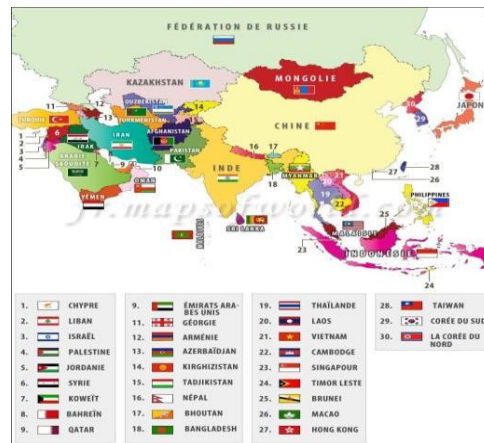 FÉDÉRATION DE RUSSIE
KAZAKHSTAN
MONGOLIE
OUZBÉKISTAN
TURKMÉNISTAN
TURQUIE
JAPON
CHINE
IRAN
AFGHANISTAN
IRAK
PAKISTAN
ARABIE SAOUDITE
INDE
OMAN
MYANMAR
YÉMEN
PHILIPPINES
SRI LANKA
MALAISIE
INDONÉSIE
1. CHYPRE
2. LIBAN
3. ISRAËL
4. PALESTINE
5. JORDANIE
6. SYRIE
7. KOWEÏT
8. BAHREÏN
9. QATAR
9. ÉMIRATS ARA-
BES UNIS
11. GÉORGIE
12. ARMÉNIE
13. AZERBAÏDJAN
14. KIRGHIZISTAN
15. TADJIKISTAN
16. NÉPAL
17. BHOUTAN
18. BANGLADESH
19. THAÏLANDE
20. LAOS
21. VIETNAM
22. CAMBODGE
23. SINGAPOUR
24. TIMOR LESTE
25. BRUNEI
26. MACAO
27. HONG KONG
28. TAIWAN
29. CORÉE DU SUD
30. LA CORÉE DU
NORD